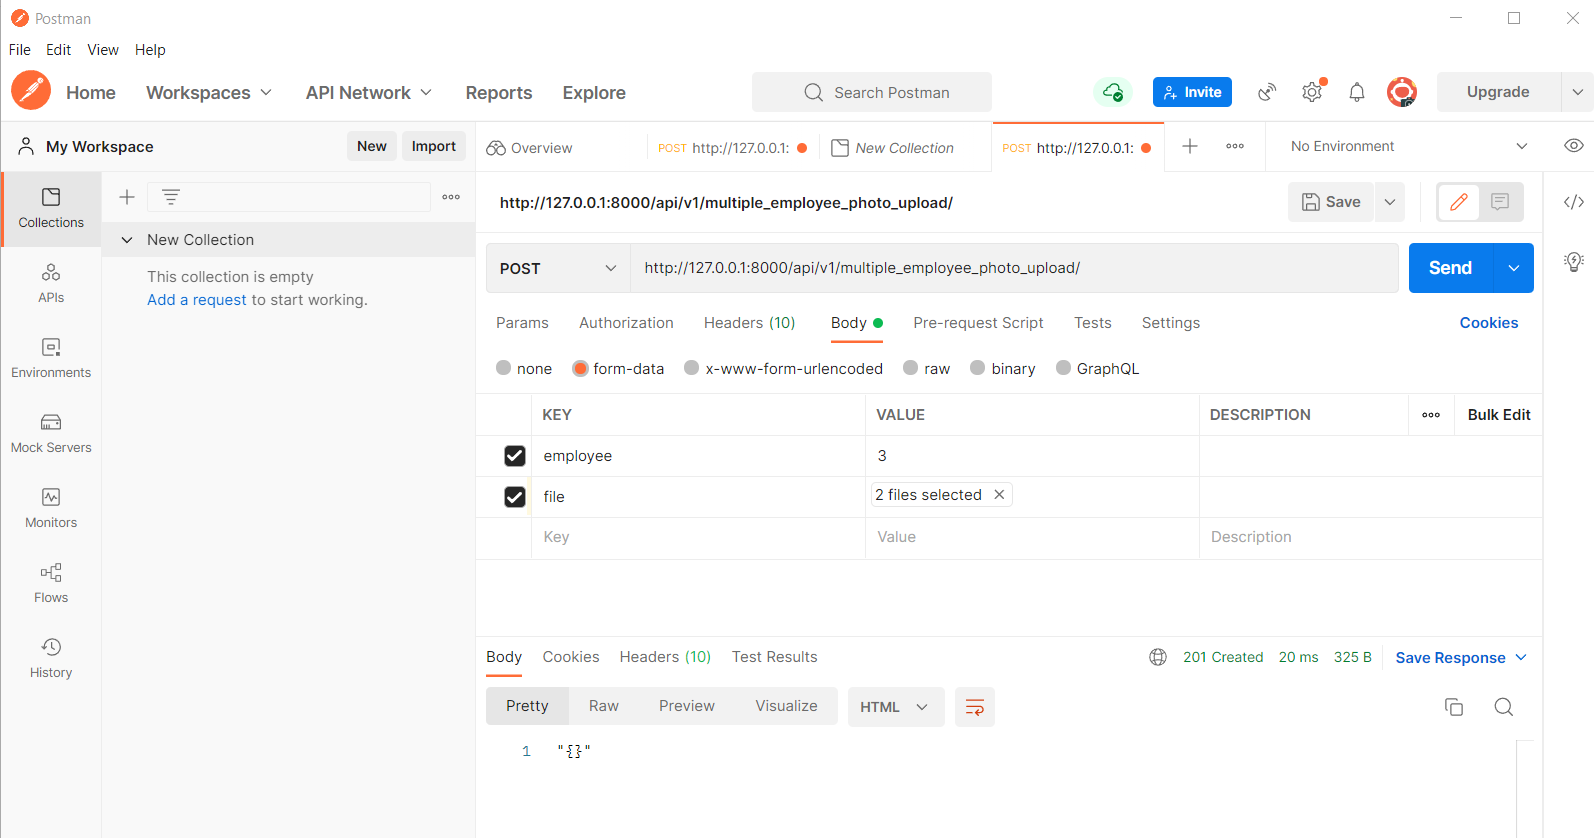 Postman
File Edit View Help
Home Workspaces API Network Reports Explore Search Postman Invite Upgrade
My Workspace New Import
Overview POST http://127.0.0.1: New Collection POST http://127.0.0.1: No Environment
Collections
APIs
Environments
Mock Servers
Monitors
Flows
History
New Collection
This collection is empty
Add a request to start working.
http://127.0.0.1:8000/api/v1/multiple_employee_photo_upload/ Save
POST http://127.0.0.1:8000/api/v1/multiple_employee_photo_upload/ Send
Params Authorization Headers (10) Body Pre-request Script Tests Settings Cookies
none form-data x-www-form-urlencoded raw binary GraphQL
KEY VALUE DESCRIPTION Bulk Edit
employee 3
file 2 files selected
Key Value Description
Body Cookies Headers (10) Test Results 201 Created 20 ms 325 B Save Response
Pretty Raw Preview Visualize HTML
1 "{}"